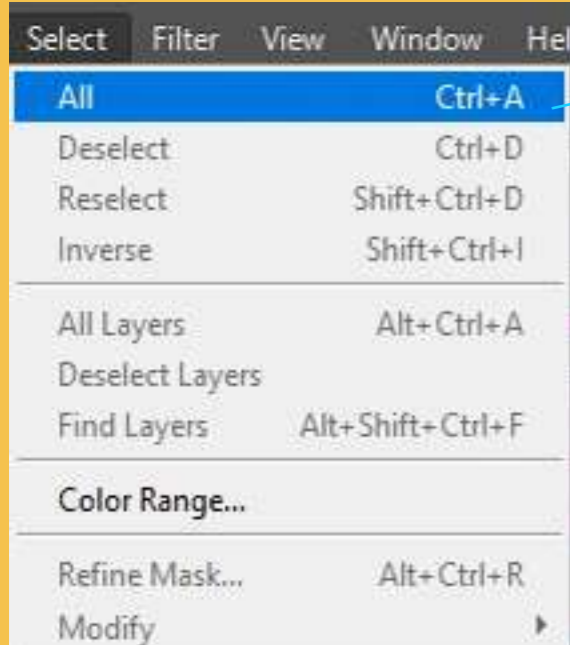 Select Filter View Window Hel
All Ctrl+A
Deselect Ctrl+D
Reselect Shift+Ctrl+D
Inverse Shift+Ctrl+I
All Layers Alt+Ctrl+A
Deselect Layers
Find Layers Alt+Shift+Ctrl+F
Color Range...
Refine Mask... Alt+Ctrl+R
Modify